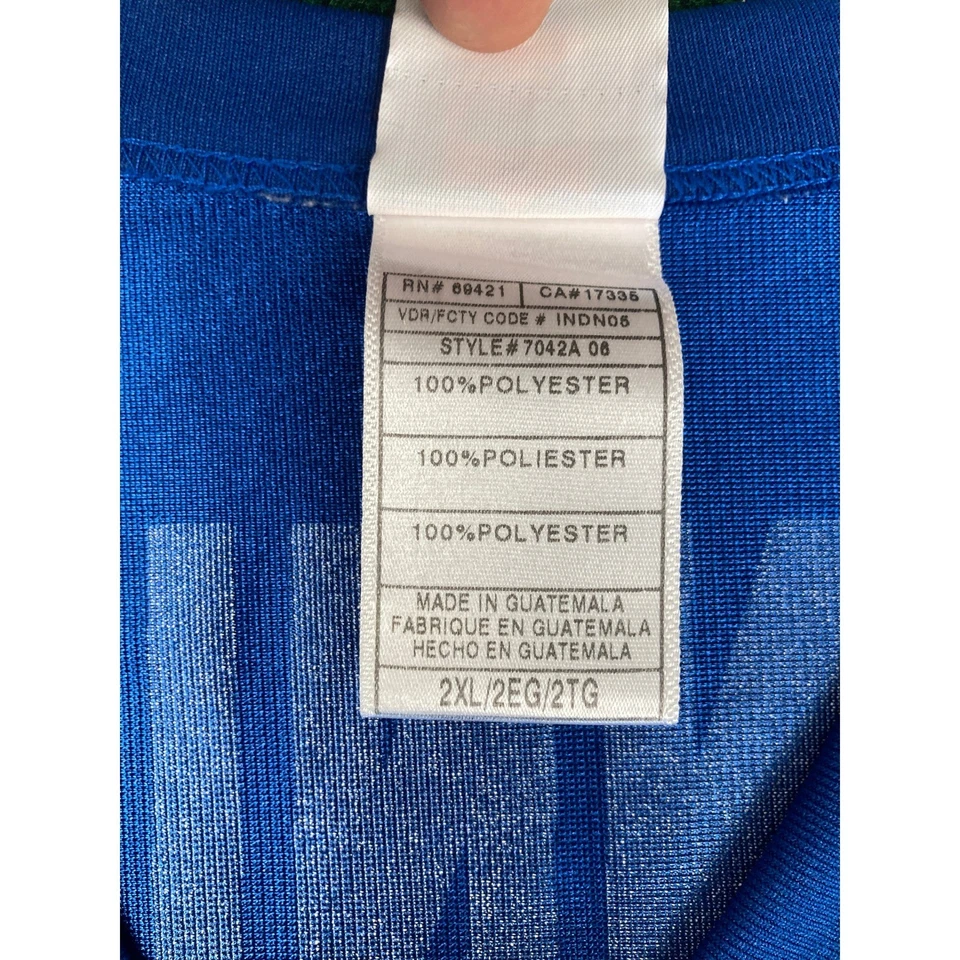 RN# 69421 | CA#17335
VDR/FCTY CODE # INDN05
STYLE#7042A 06
100%POLYESTER
100%POLIESTER
100%POLYESTER
MADE IN GUATEMALA
FABRIQUE EN GUATEMALA
HECHO EN GUATEMALA
2XL/2EG/2TG